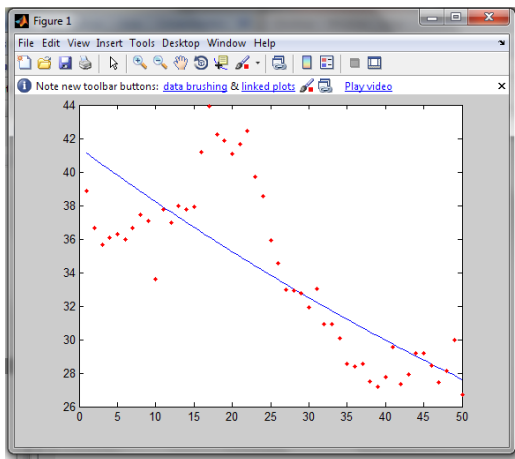 Figure 1
File Edit View Insert Tools Desktop Window Help
Note new toolbar buttons: data brushing & linked plots Play video
44
42
40
38
36
34
32
30
28
26
0 5 10 15 20 25 30 35 40 45 50